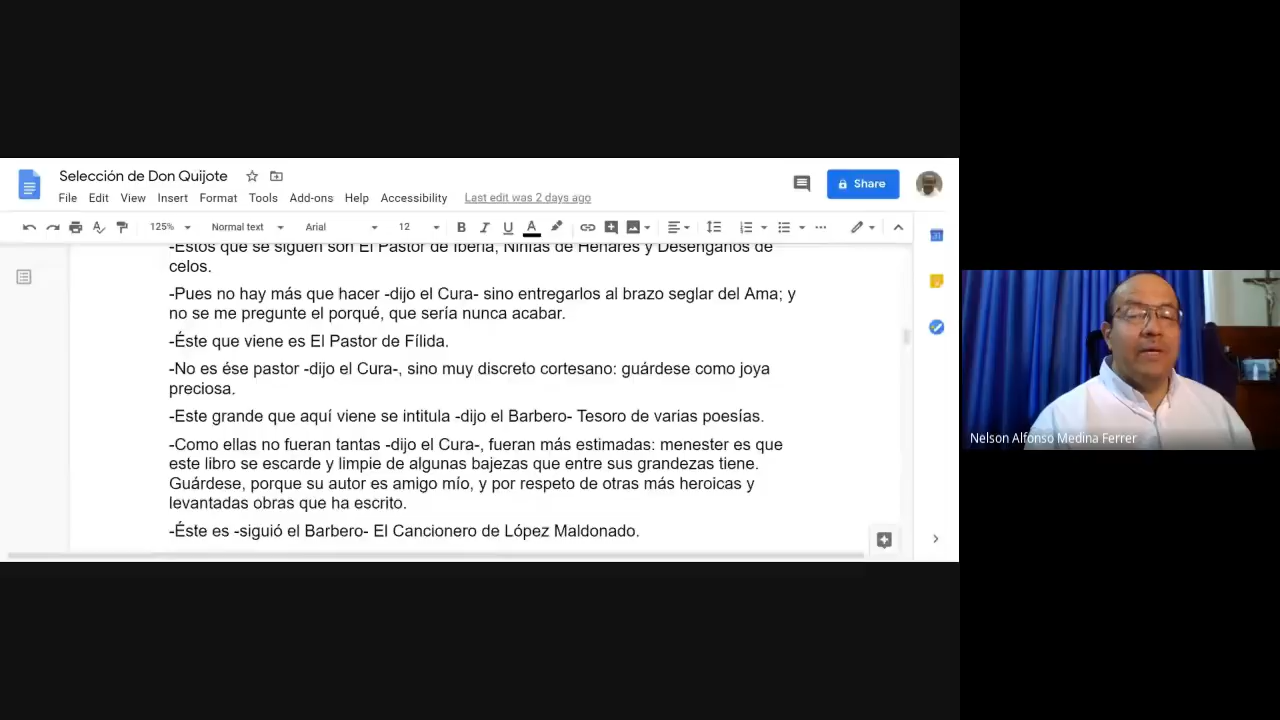 Selección de Don Quijote
File Edit View Insert Format Tools Add-ons Help Accessibility Last edit was 2 days ago
Share
125% Normal text Arial 12 B I U A
-Estos que se siguen son El Pastor de Iberia, Ninfas de Henares y Desengaños de
celos.
-Pues no hay más que hacer -dijo el Cura- sino entregarlos al brazo seglar del Ama; y
no se me pregunte el porqué, que sería nunca acabar.
-Éste que viene es El Pastor de Fílida.
-No es ése pastor -dijo el Cura-, sino muy discreto cortesano: guárdese como joya
preciosa.
-Este grande que aquí viene se intitula -dijo el Barbero- Tesoro de varias poesías.
-Como ellas no fueran tantas -dijo el Cura-, fueran más estimadas: menester es que
este libro se escarde y limpie de algunas bajezas que entre sus grandezas tiene.
Guárdese, porque su autor es amigo mío, y por respeto de otras más heroicas y
levantadas obras que ha escrito.
-Éste es -siguió el Barbero- El Cancionero de López Maldonado.
Nelson Alfonso Medina Ferrer